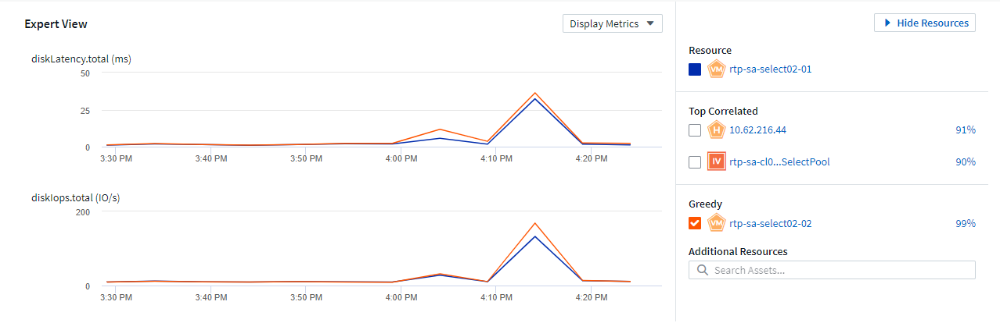 Expert View
Display Metrics
diskLatency.total (ms)
50
25
0
3:30 PM 3:40 PM 3:50 PM 4:00 PM 4:10 PM 4:20 PM
diskIops.total (IO/s)
200
0
3:30 PM 3:40 PM 3:50 PM 4:00 PM 4:10 PM 4:20 PM
Hide Resources
Resource
VM rtp-sa-select02-01
Top Correlated
H 10.62.216.44 91%
IV rtp-sa-cl0...SelectPool 90%
Greedy
VM rtp-sa-select02-02 99%
Additional Resources
Search Assets...